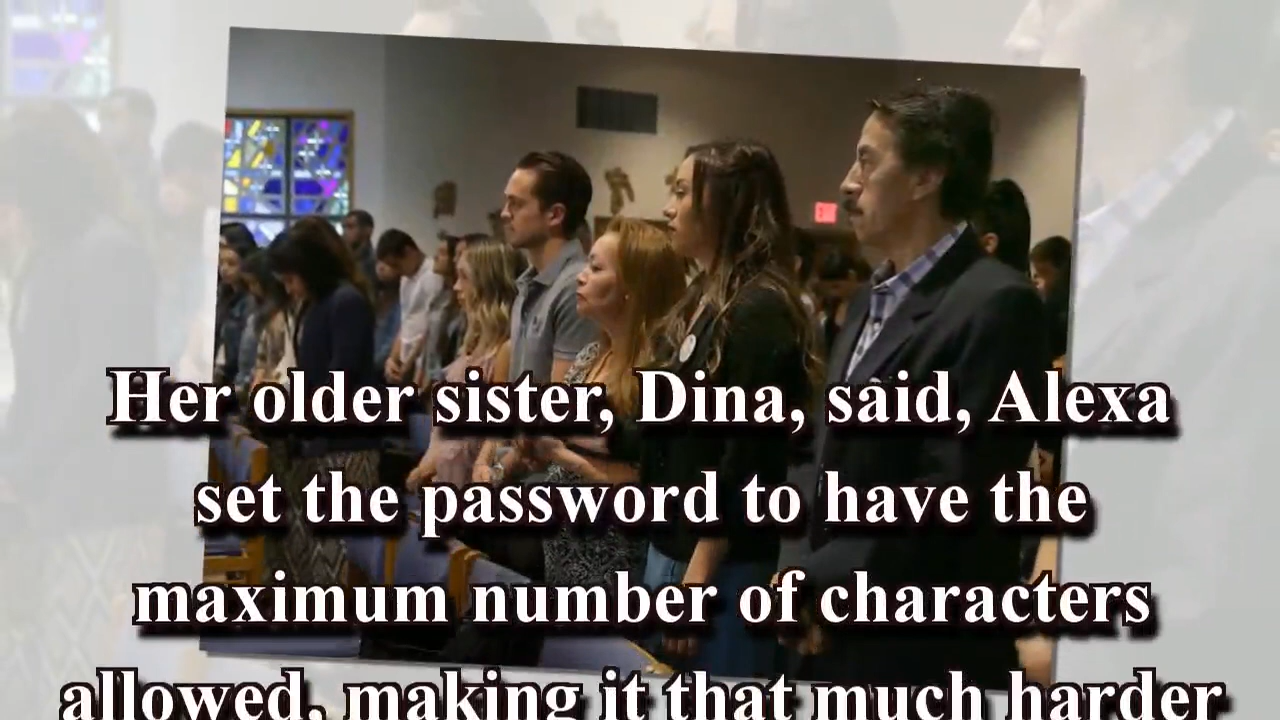 Her older sister, Dina, said, Alexa
set the password to have the
maximum number of characters
allowed, making it that much harder